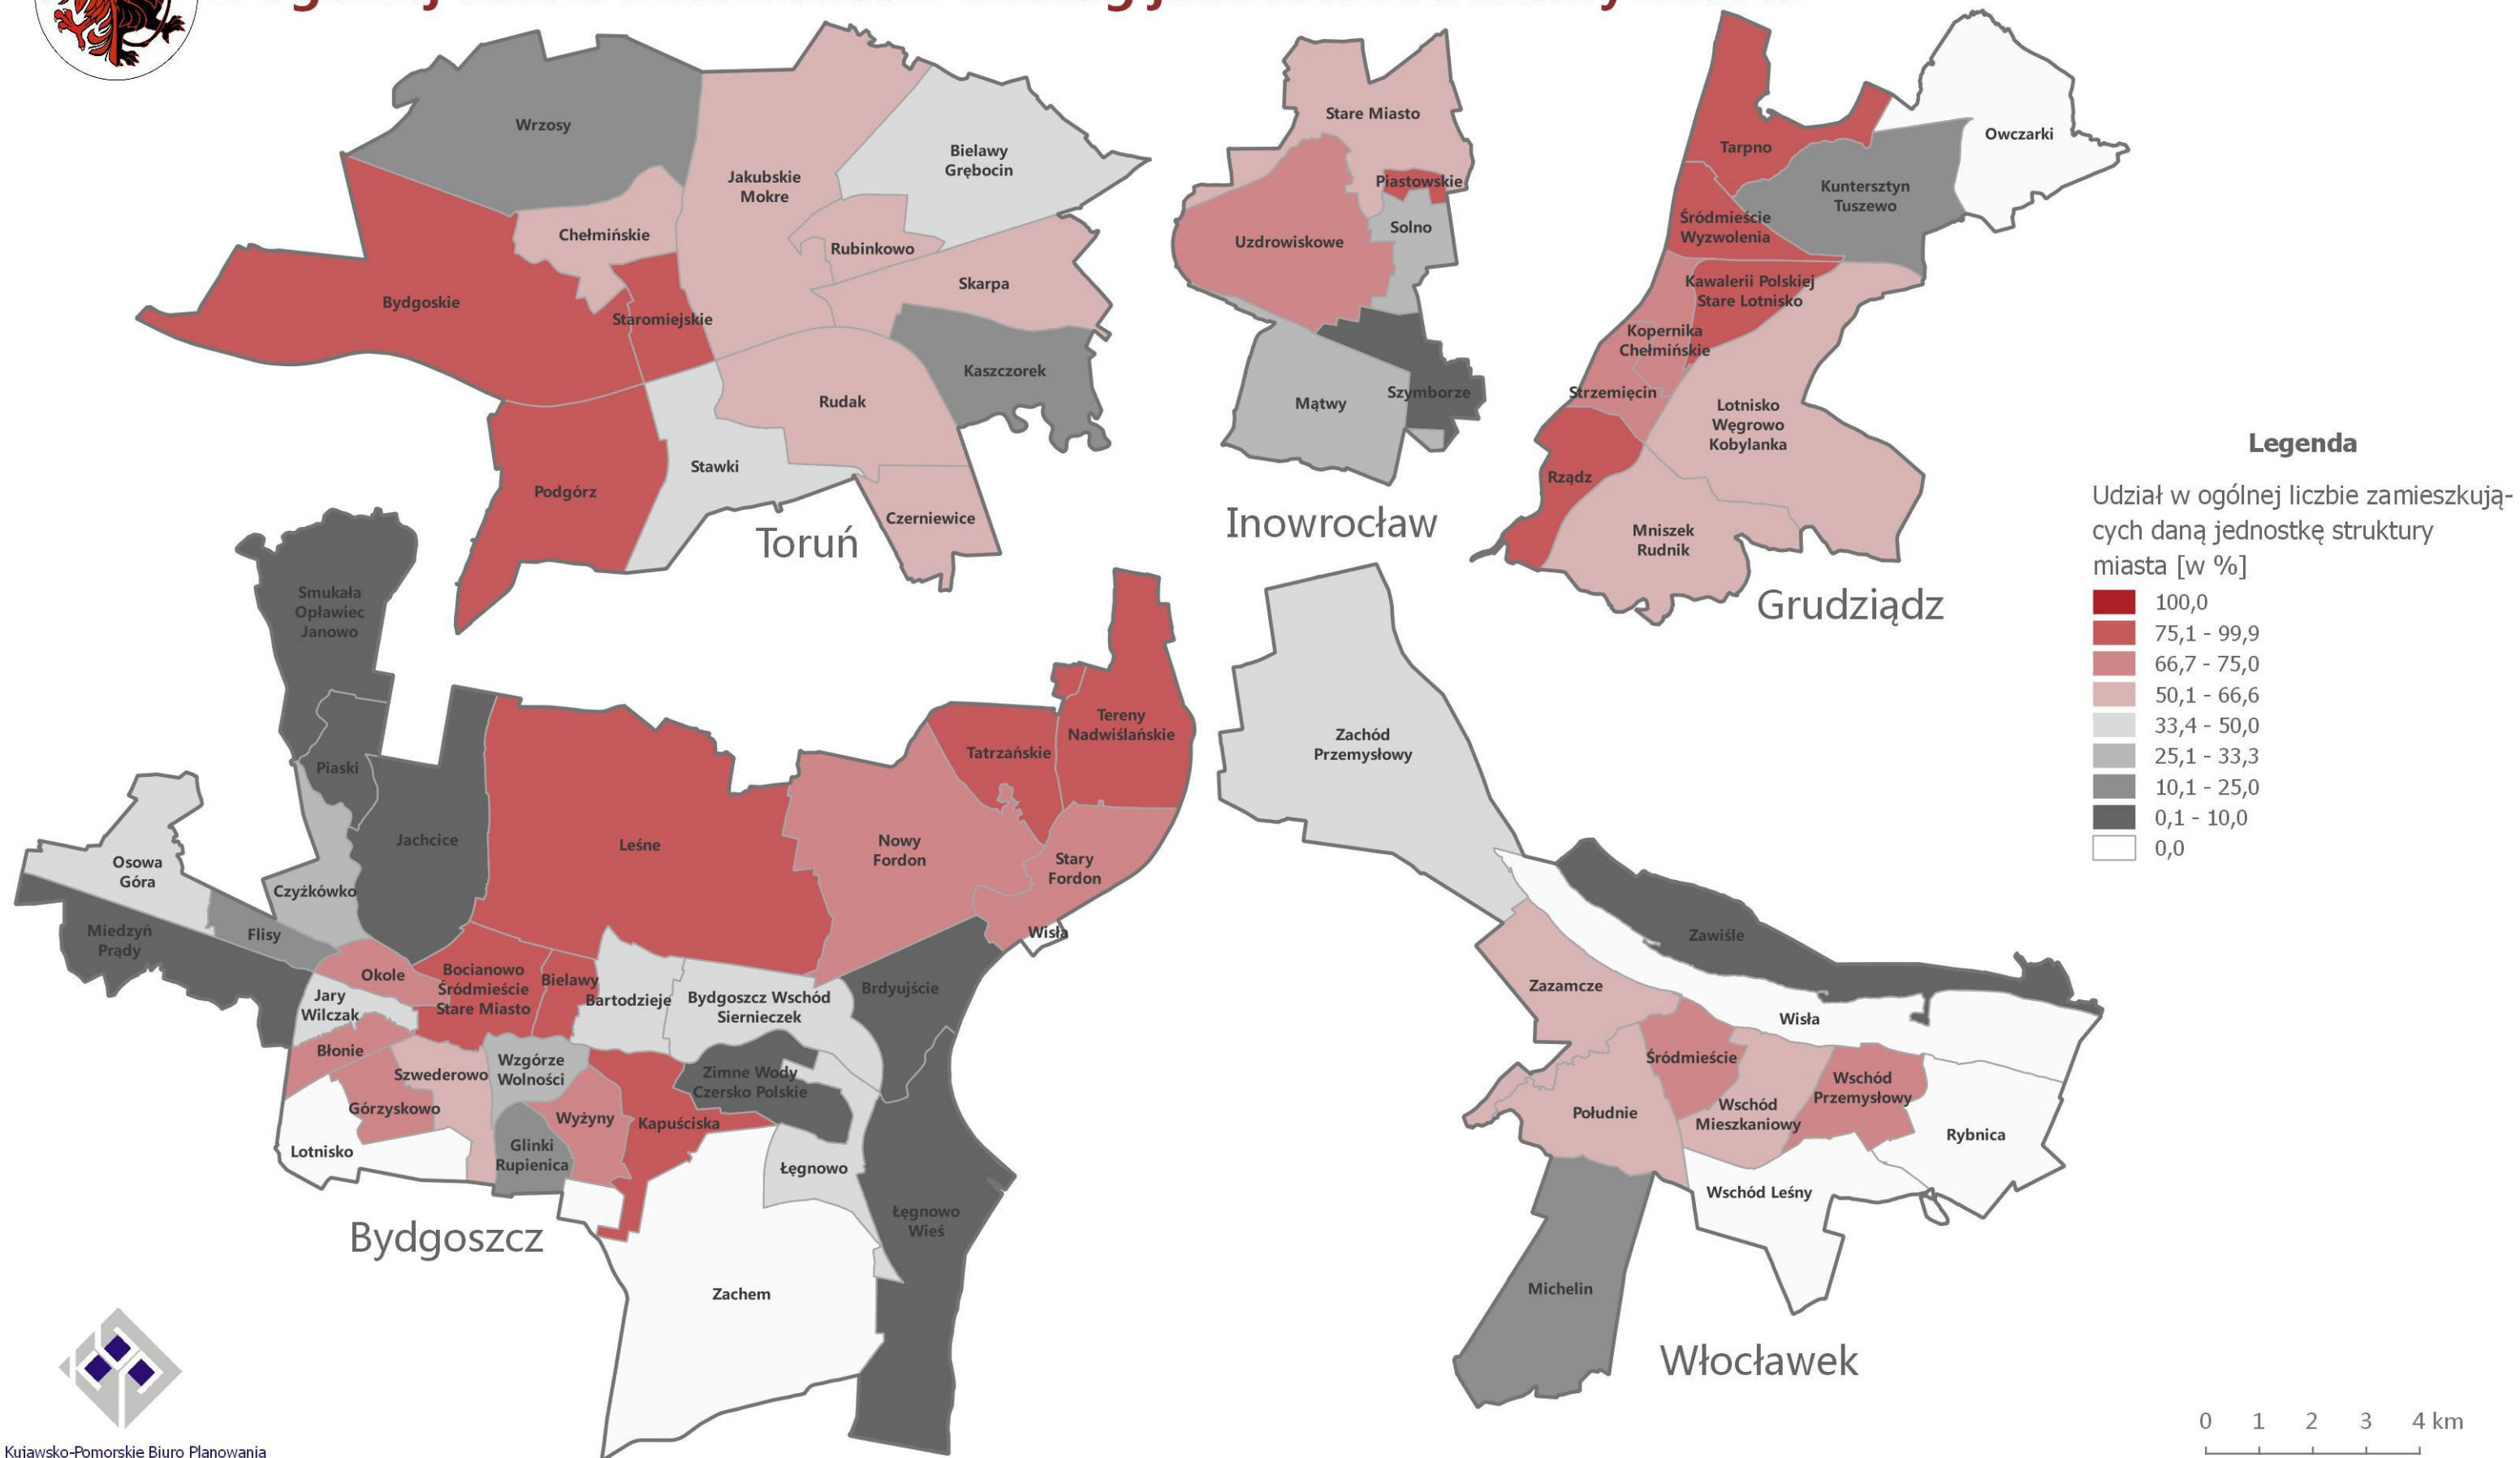 Wrzosy
Bielawy
Grębocin
Jakubskie
Mokre
Chełmińskie
Rubinkowo
Skarpa
Bydgoskie
Staromiejskie
Kaszczorek
Rudak
Stawki
Podgórz
Czerniewice
Toruń
Stare Miasto
Piastowskie
Solno
Uzdrowiskowe
Szymborze
Mątwy
Inowrocław
Owczarki
Tarpno
Kuntersztyn
Tuszewo
Śródmieście
Wyzwolenia
Kawalerii Polskiej
Stare Lotnisko
Kopernika
Chełmińskie
Strzemięcin
Lotnisko
Węgrowo
Kobylanka
Rządz
Mniszek
Rudnik
Grudziądz
Legenda
Udział w ogólnej liczbie zamieszkują-
cych daną jednostkę struktury
miasta [w %]
100,0
75,1 - 99,9
66,7 - 75,0
50,1 - 66,6
33,4 - 50,0
25,1 - 33,3
10,1 - 25,0
0,1 - 10,0
0,0
Smukała
Opławiec
Janowo
Piaski
Jachcice
Leśne
Tatrzańskie
Tereny
Nadwiślańskie
Nowy
Fordon
Stary
Fordon
Wisła
Osowa
Góra
Czyżkówko
Miedzyń
Prądy
Flisy
Okole
Bocianowo
Śródmieście
Stare Miasto
Bielawy
Bartodzieje
Bydgoszcz Wschód
Siernieczek
Brdyujście
Jary
Wilczak
Błonie
Szwederowo
Wzgórze
Wolności
Zimne Wody
Czersko Polskie
Górzyskowo
Wyżyny
Kapuściska
Lotnisko
Glinki
Rupienica
Łęgnowo
Łęgnowo
Wieś
Zachem
Bydgoszcz
Zachód
Przemysłowy
Zawiśle
Zazamcze
Wisła
Śródmieście
Wschód
Przemysłowy
Południe
Wschód
Mieszkaniowy
Rybnica
Wschód Leśny
Michelin
Włocławek
Kujawsko-Pomorskie Biuro Planowania
0 1 2 3 4 km